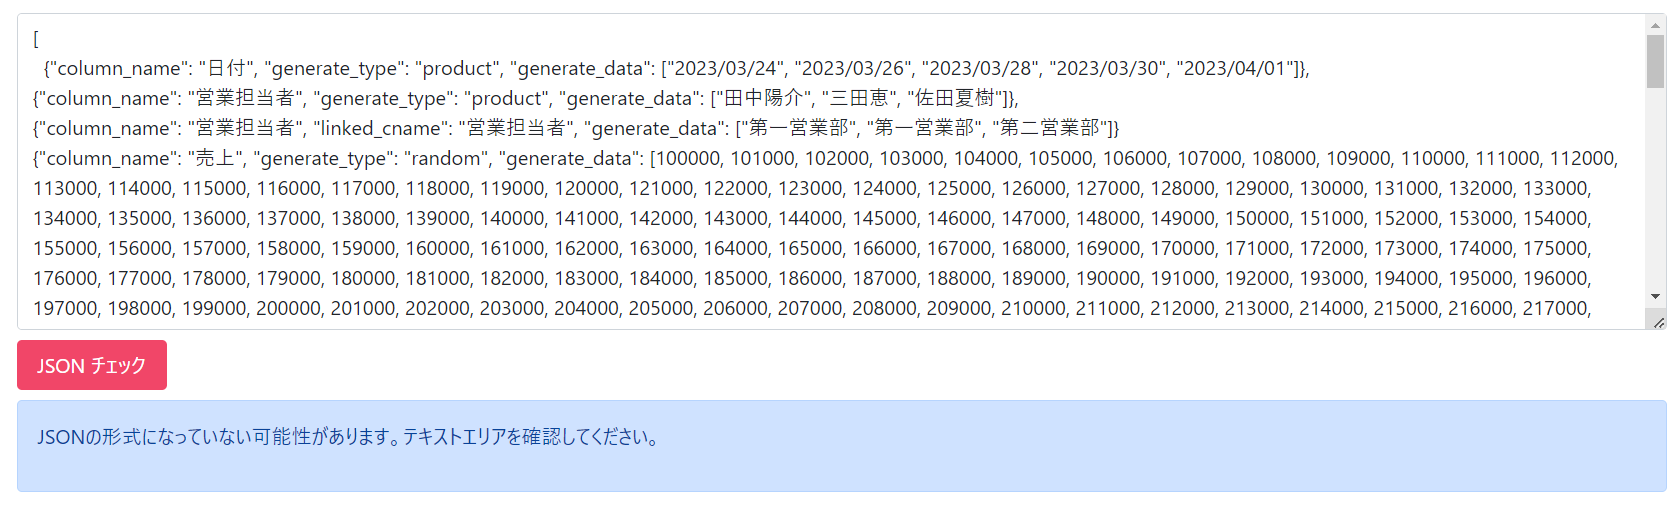 [
{"column_name": "日付", "generate_type": "product", "generate_data": ["2023/03/24", "2023/03/26", "2023/03/28", "2023/03/30", "2023/04/01"]},
{"column_name": "営業担当者", "generate_type": "product", "generate_data": ["田中陽介", "三田恵", "佐田夏樹"]},
{"column_name": "営業担当者", "linked_cname": "営業担当者", "generate_data": ["第一営業部", "第一営業部", "第二営業部"]}
{"column_name": "売上", "generate_type": "random", "generate_data": [100000, 101000, 102000, 103000, 104000, 105000, 106000, 107000, 108000, 109000, 110000, 111000, 112000,
113000, 114000, 115000, 116000, 117000, 118000, 119000, 120000, 121000, 122000, 123000, 124000, 125000, 126000, 127000, 128000, 129000, 130000, 131000, 132000, 133000,
134000, 135000, 136000, 137000, 138000, 139000, 140000, 141000, 142000, 143000, 144000, 145000, 146000, 147000, 148000, 149000, 150000, 151000, 152000, 153000, 154000,
155000, 156000, 157000, 158000, 159000, 160000, 161000, 162000, 163000, 164000, 165000, 166000, 167000, 168000, 169000, 170000, 171000, 172000, 173000, 174000, 175000,
176000, 177000, 178000, 179000, 180000, 181000, 182000, 183000, 184000, 185000, 186000, 187000, 188000, 189000, 190000, 191000, 192000, 193000, 194000, 195000, 196000,
197000, 198000, 199000, 200000, 201000, 202000, 203000, 204000, 205000, 206000, 207000, 208000, 209000, 210000, 211000, 212000, 213000, 214000, 215000, 216000, 217000,
JSON チェック
JSONの形式になっていない可能性があります。テキストエリアを確認してください。